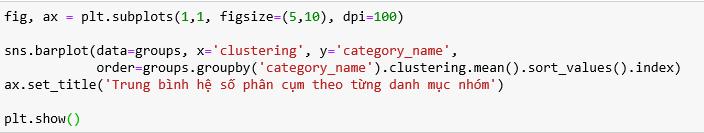 fig, ax = plt.subplots(1,1, figsize=(5,10), dpi=100)
sns.barplot(data=groups, x='clustering', y='category_name',
order=groups.groupby('category_name').clustering.mean().sort_values().index)
ax.set_title('Trung bình hệ số phân cụm theo từng danh mục nhóm')
plt.show()